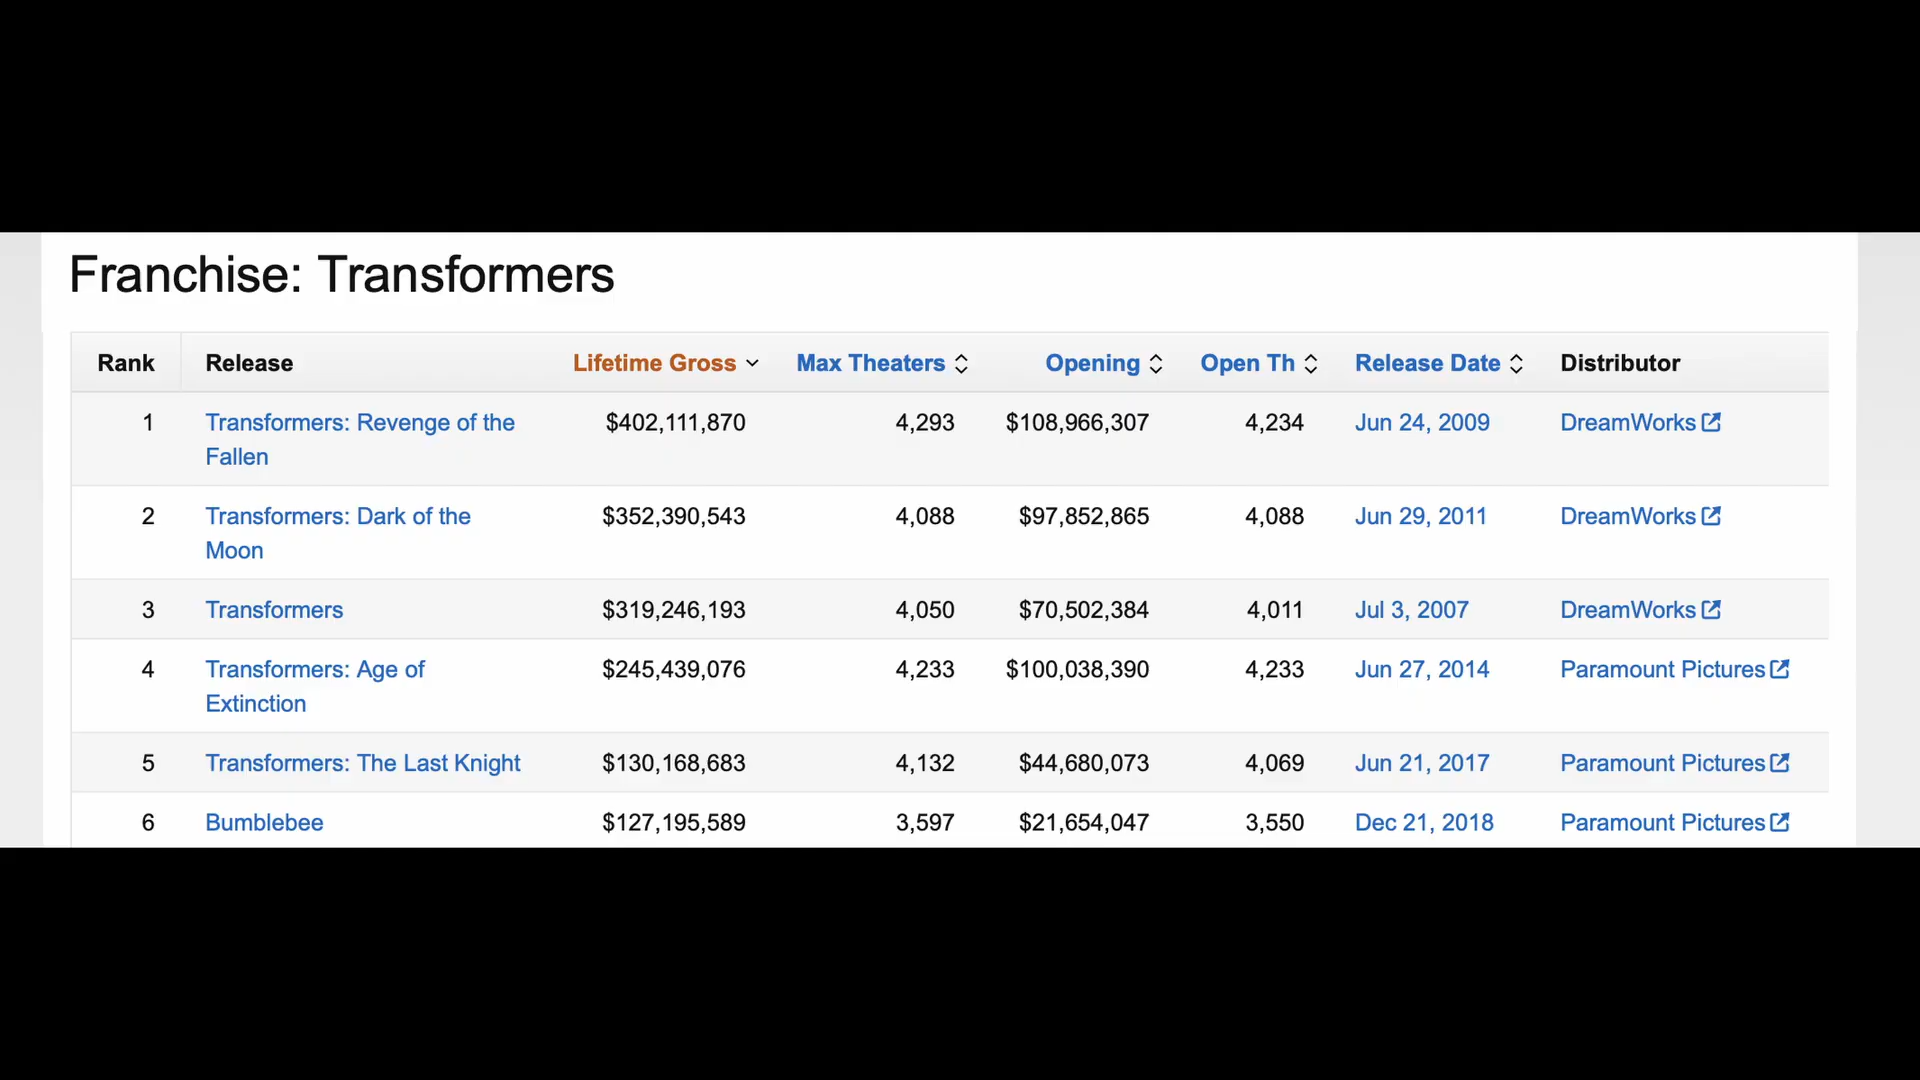 Franchise: Transformers
Rank Release Lifetime Gross Max Theaters Opening Open Th Release Date Distributor
1 Transformers: Revenge of the $402,111,870 4,293 $108,966,307 4,234 Jun 24, 2009 DreamWorks
Fallen
2 Transformers: Dark of the $352,390,543 4,088 $97,852,865 4,088 Jun 29, 2011 DreamWorks
Moon
3 Transformers $319,246,193 4,050 $70,502,384 4,011 Jul 3, 2007 DreamWorks
4 Transformers: Age of $245,439,076 4,233 $100,038,390 4,233 Jun 27, 2014 Paramount Pictures
Extinction
5 Transformers: The Last Knight $130,168,683 4,132 $44,680,073 4,069 Jun 21, 2017 Paramount Pictures
6 Bumblebee $127,195,589 3,597 $21,654,047 3,550 Dec 21, 2018 Paramount Pictures